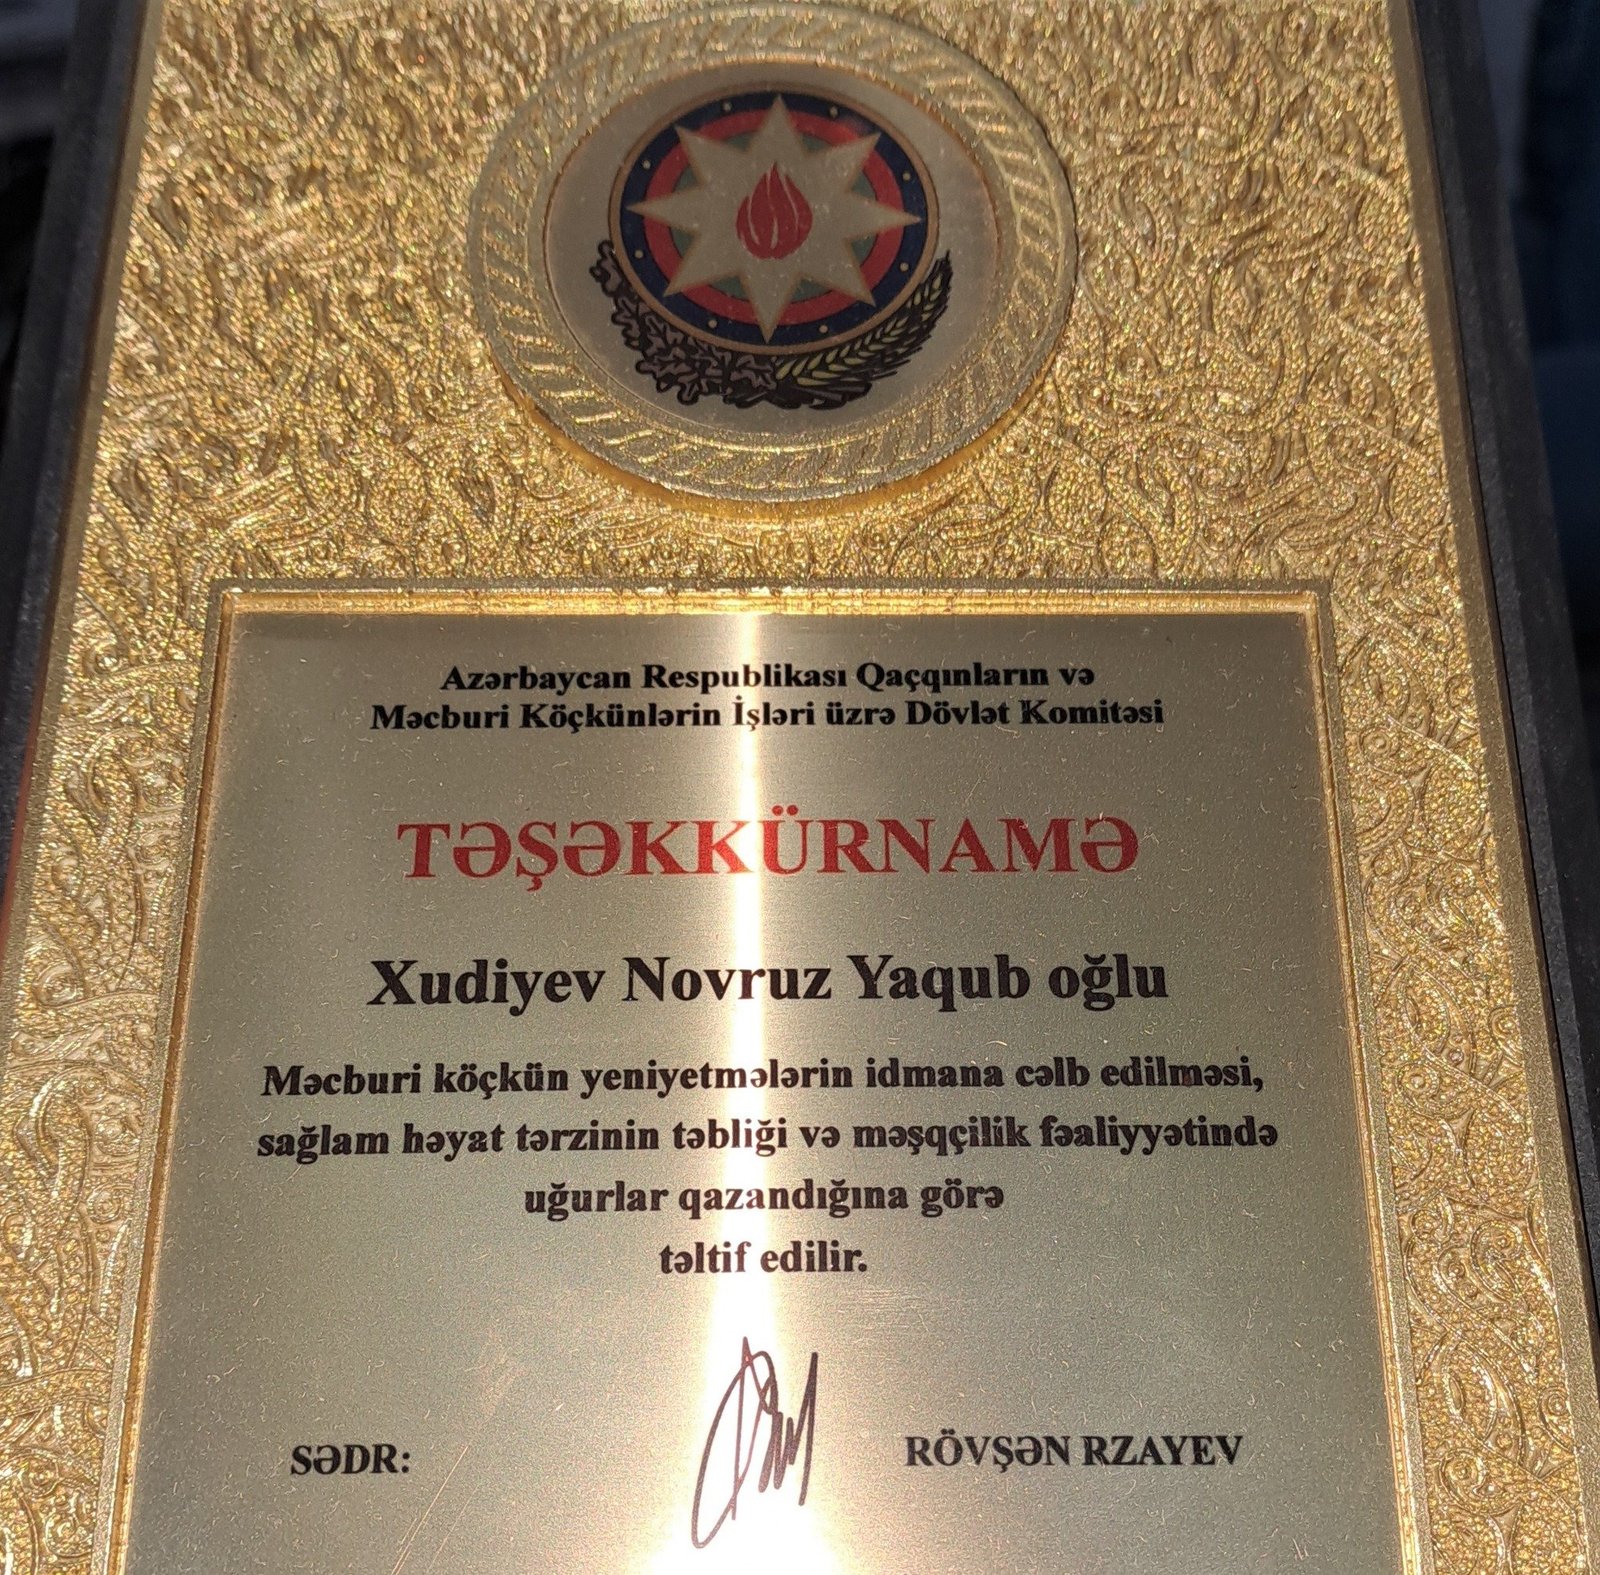 Azərbaycan Respublikası Qaçqınların və
Məcburi Köçkünlərin İşləri üzrə Dövlət Komitəsi
TƏŞƏKKÜRNAMƏ
Xudiyev Novruz Yaqub oğlu
Məcburi köçkün yeniyetmələrin idmana cəlb edilməsi,
sağlam həyat tərzinin təbliği və məşqçilik fəaliyyətində
uğurlar qazandığına görə
təltif edilir.
SƏDR: RÖVŞƏN RZAYEV